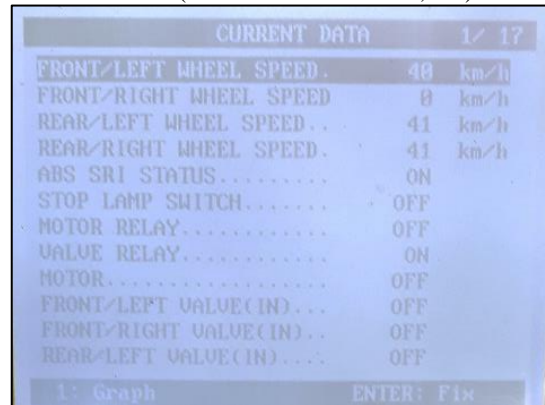 CURRENT DATA 1/ 17
FRONT/LEFT WHEEL SPEED. 40 km/h
FRONT/RIGHT WHEEL SPEED 0 km/h
REAR/LEFT WHEEL SPEED.. 41 km/h
REAR/RIGHT WHEEL SPEED. 41 km/h
ABS SRI STATUS......... ON
STOP LAMP SWITCH....... OFF
MOTOR RELAY............ OFF
VALVE RELAY............ ON
MOTOR.................. OFF
FRONT/LEFT VALVE(IN)... OFF
FRONT/RIGHT VALVE(IN).. OFF
REAR/LEFT VALVE(IN).... OFF
1: Graph ENTER: Fix